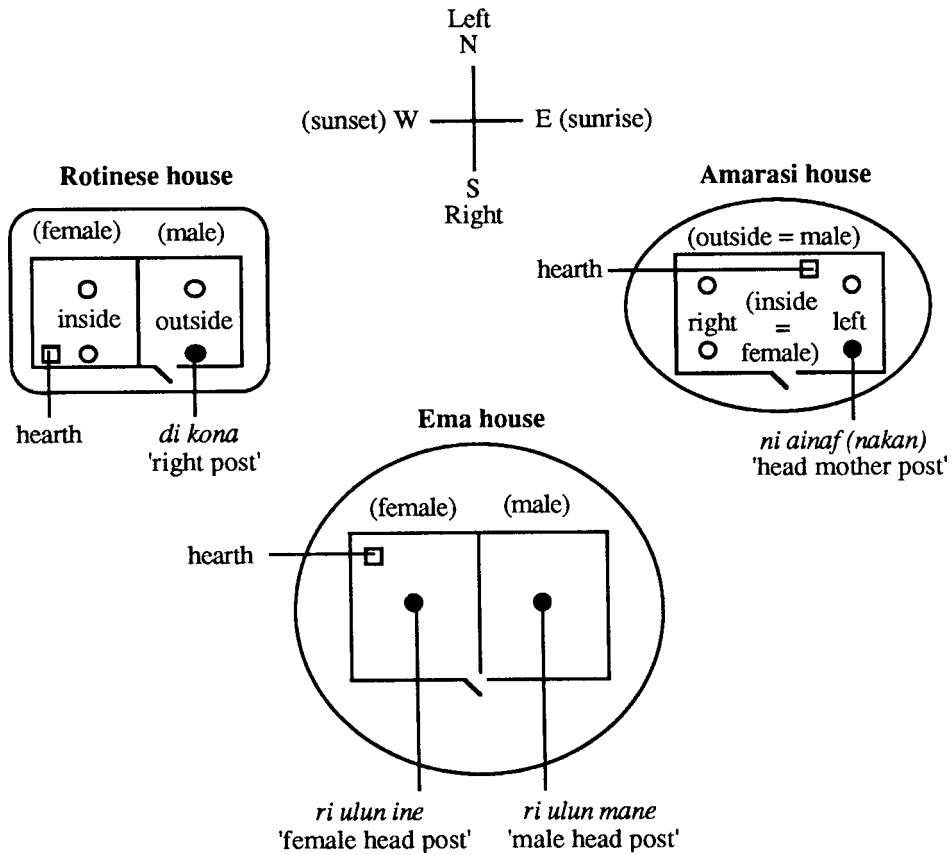 Left
N
(sunset) W
E (sunrise)
S
Right
Rotinese house
(female)
(male)
inside
outside
hearth
di kona
'right post'
Amarasi house
(outside = male)
hearth
right
(inside
=
female)
left
ni ainaf (nakan)
'head mother post'
Ema house
(female)
(male)
hearth
ri ulun ine
'female head post'
ri ulun mane
'male head post'